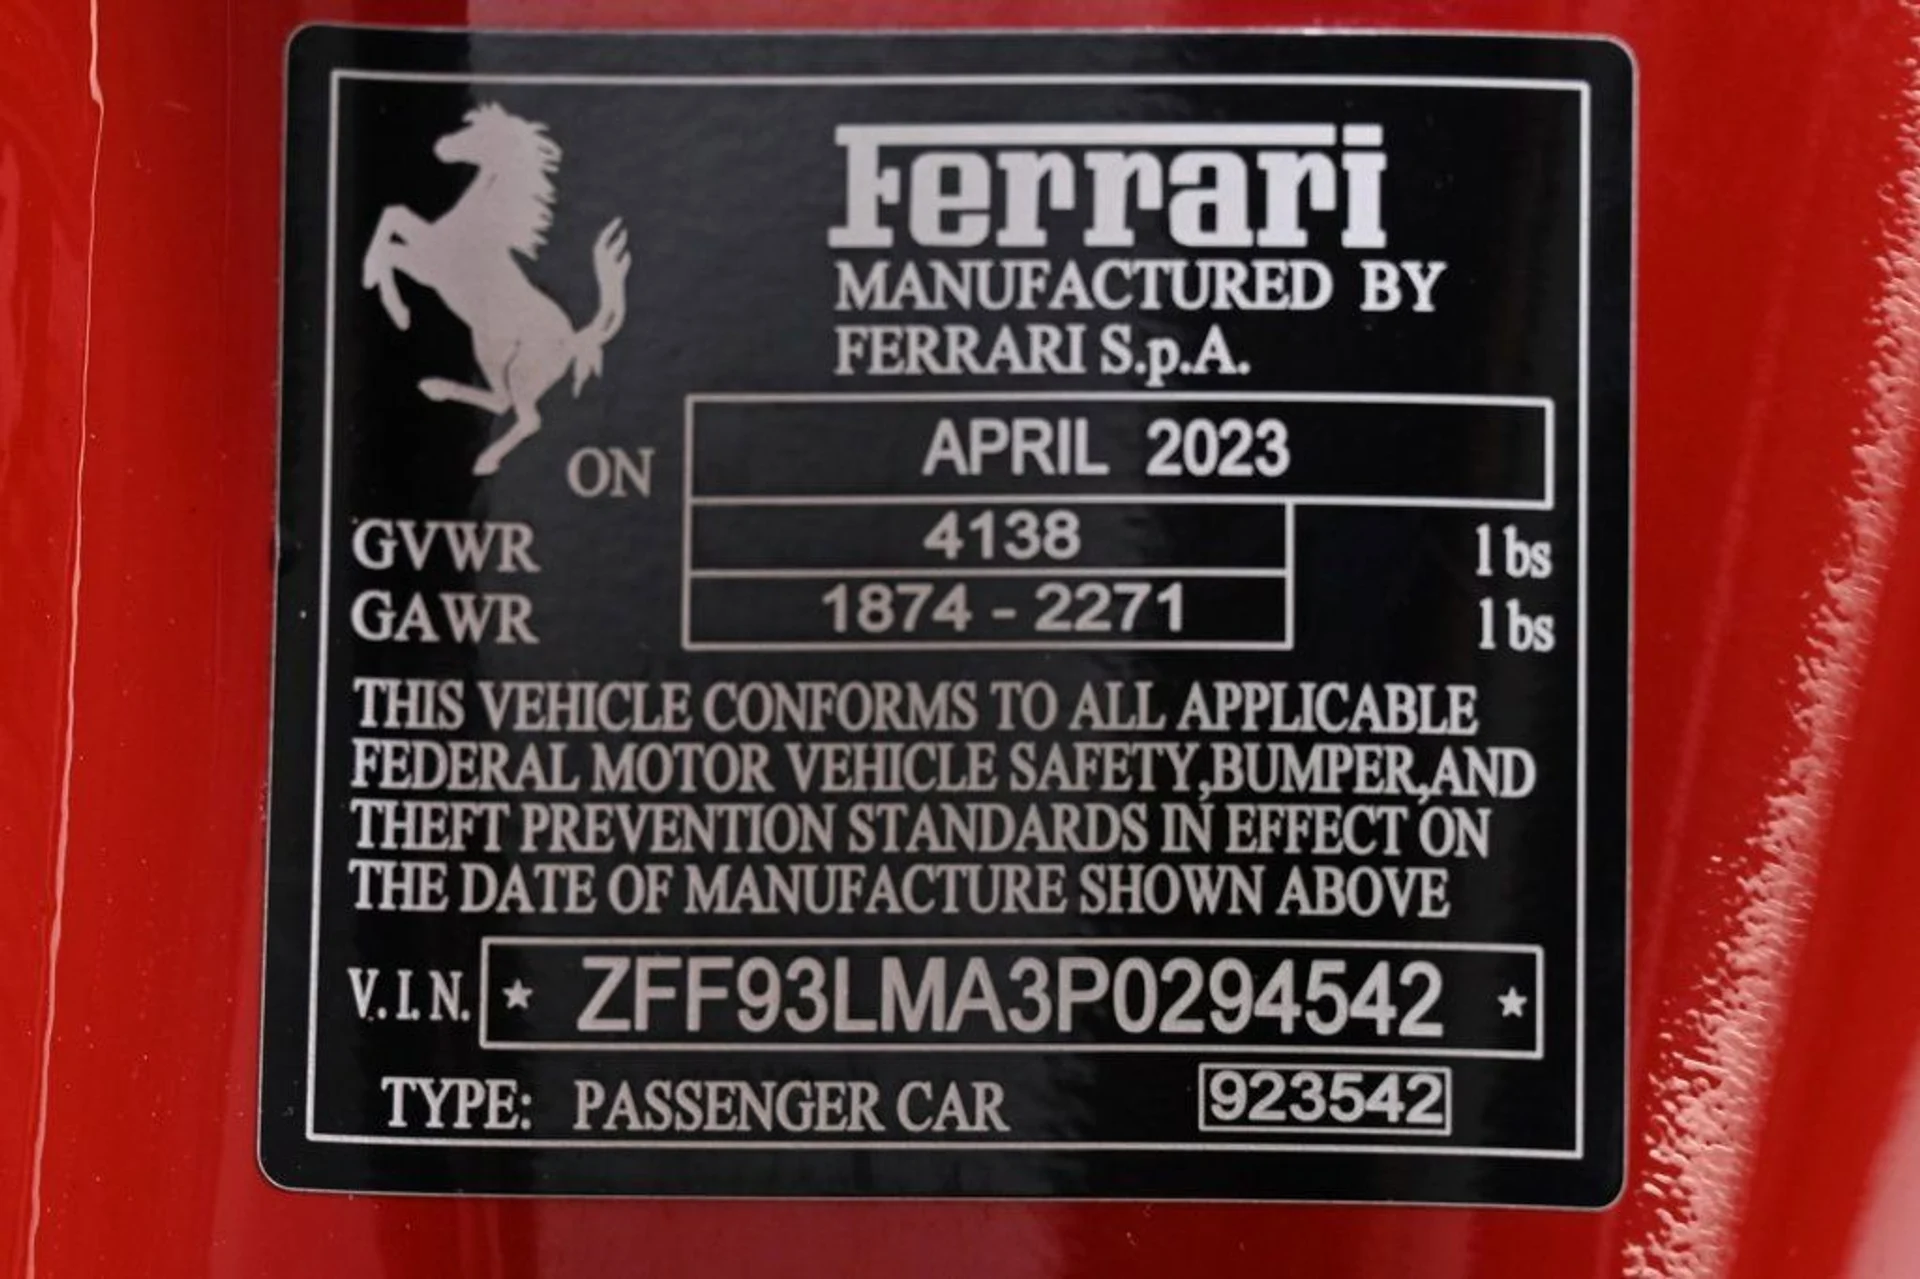 Ferrari
MANUFACTURED BY
FERRARI S.p.A.
ON APRIL 2023
GVWR 4138 lbs
GAWR 1874 - 2271 lbs
THIS VEHICLE CONFORMS TO ALL APPLICABLE
FEDERAL MOTOR VEHICLE SAFETY,BUMPER,AND
THEFT PREVENTION STANDARDS IN EFFECT ON
THE DATE OF MANUFACTURE SHOWN ABOVE
V.I.N. ★ ZFF93LMA3P0294542 ★
TYPE: PASSENGER CAR 923542